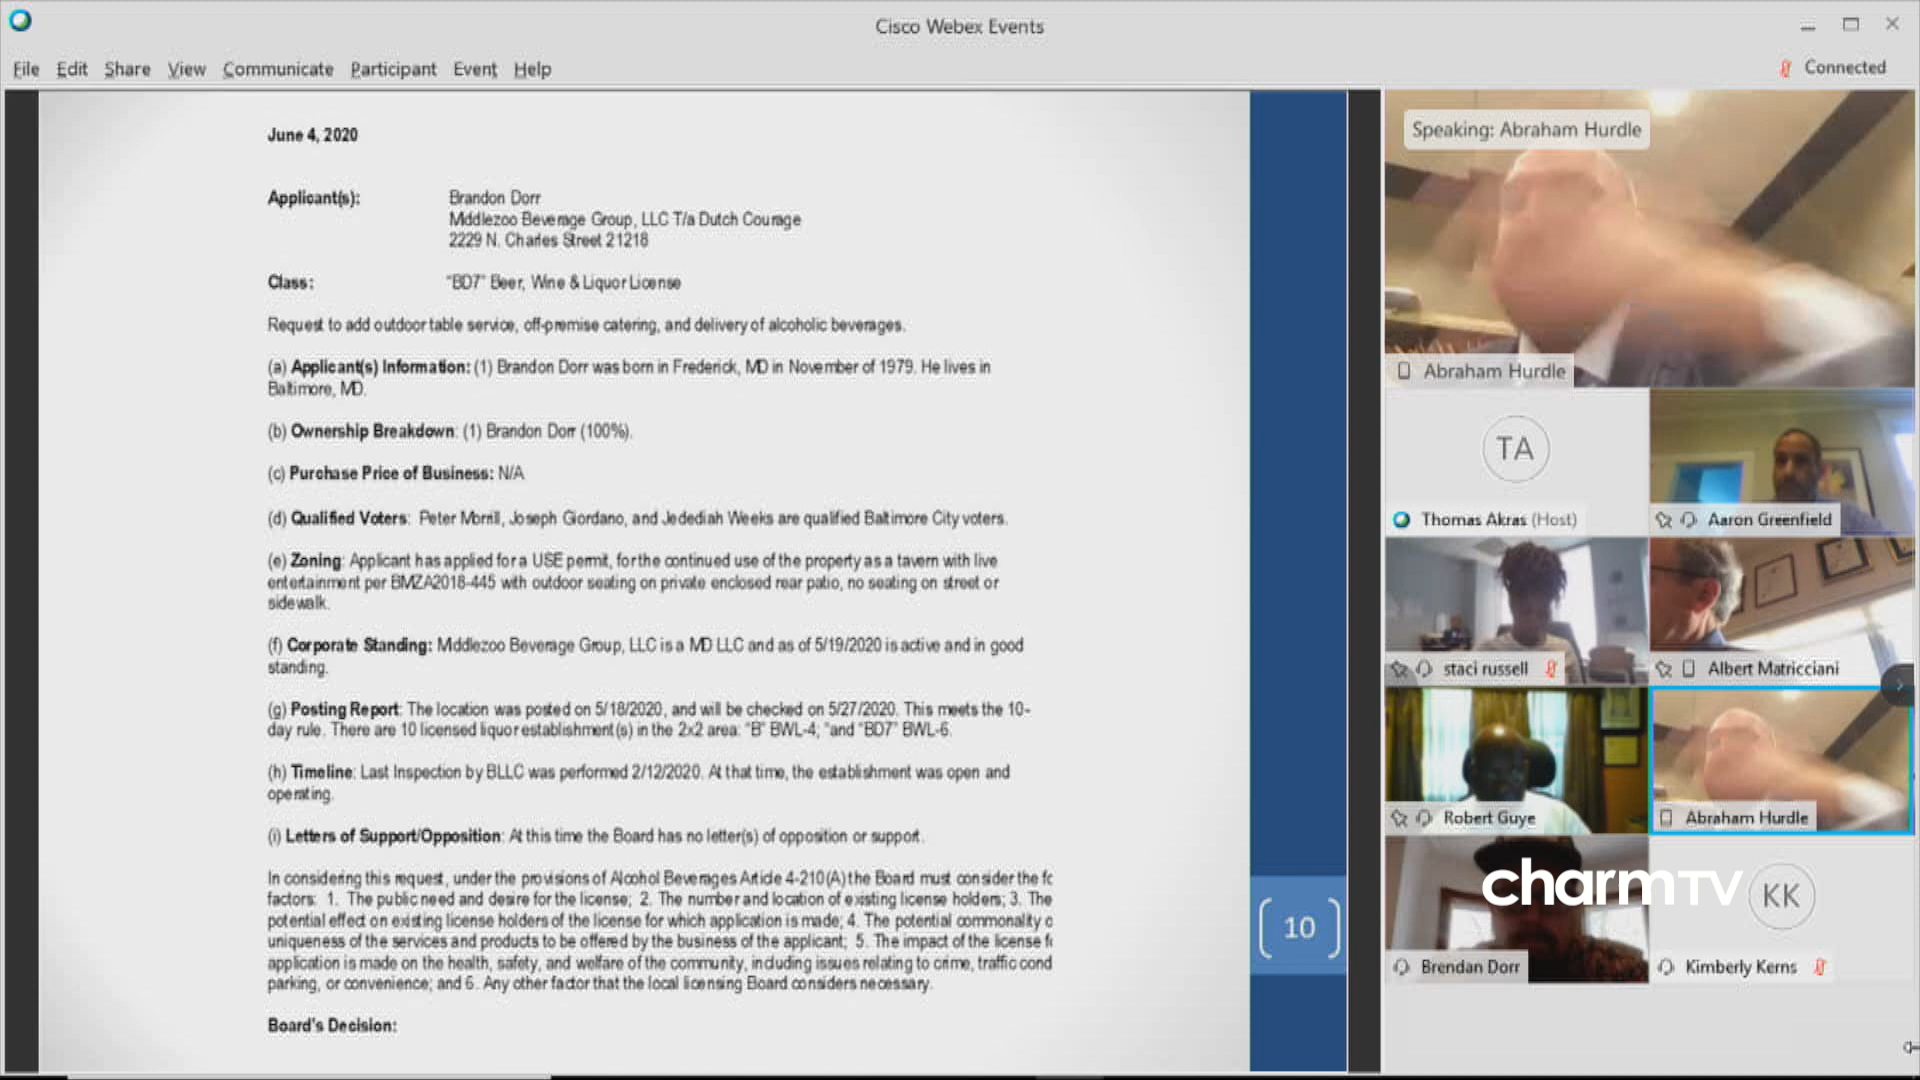 Cisco Webex Events
File Edit Share View Communicate Participant Event Help
Connected
June 4, 2020
Applicant(s): Brandon Dorr
Middlezoo Beverage Group, LLC T/a Dutch Courage
2229 N. Charles Street 21218
Class: "BD7" Beer, Wine & Liquor License
Request to add outdoor table service, off-premise catering, and delivery of alcoholic beverages.
(a) Applicant(s) Information: (1) Brandon Dorr was born in Frederick, MD in November of 1979. He lives in
Baltimore, MD.
(b) Ownership Breakdown: (1) Brandon Dorr (100%).
(c) Purchase Price of Business: N/A
(d) Qualified Voters: Peter Morrill, Joseph Giordano, and Jedediah Weeks are qualified Baltimore City voters.
(e) Zoning: Applicant has applied for a USE permit, for the continued use of the property as a tavern with live
entertainment per BMZA2018-445 with outdoor seating on private enclosed rear patio, no seating on street or
sidewalk.
(f) Corporate Standing: Middlezoo Beverage Group, LLC is a MD LLC and as of 5/19/2020 is active and in good
standing.
(g) Posting Report: The location was posted on 5/18/2020, and will be checked on 5/27/2020. This meets the 10-
day rule. There are 10 licensed liquor establishment(s) in the 2x2 area: "B" BWL-4; "and "BD7" BWL-6.
(h) Timeline: Last Inspection by BLLC was performed 2/12/2020. At that time, the establishment was open and
operating.
(i) Letters of Support/Opposition: At this time the Board has no letter(s) of opposition or support.
In considering this request, under the provisions of Alcohol Beverages Article 4-210(A) the Board must consider the fo
factors: 1. The public need and desire for the license; 2. The number and location of existing license holders; 3. The
potential effect on existing license holders of the license for which application is made; 4. The potential commonality o
uniqueness of the services and products to be offered by the business of the applicant; 5. The impact of the license fo
application is made on the health, safety, and welfare of the community, including issues relating to crime, traffic cond
parking, or convenience; and 6. Any other factor that the local licensing Board considers necessary.
Board's Decision:
10
Speaking: Abraham Hurdle
Abraham Hurdle
TA
Thomas Akras (Host)
Aaron Greenfield
staci russell
Albert Matricciani
Robert Guye
Abraham Hurdle
charmTV
KK
Brendan Dorr
Kimberly Kerns